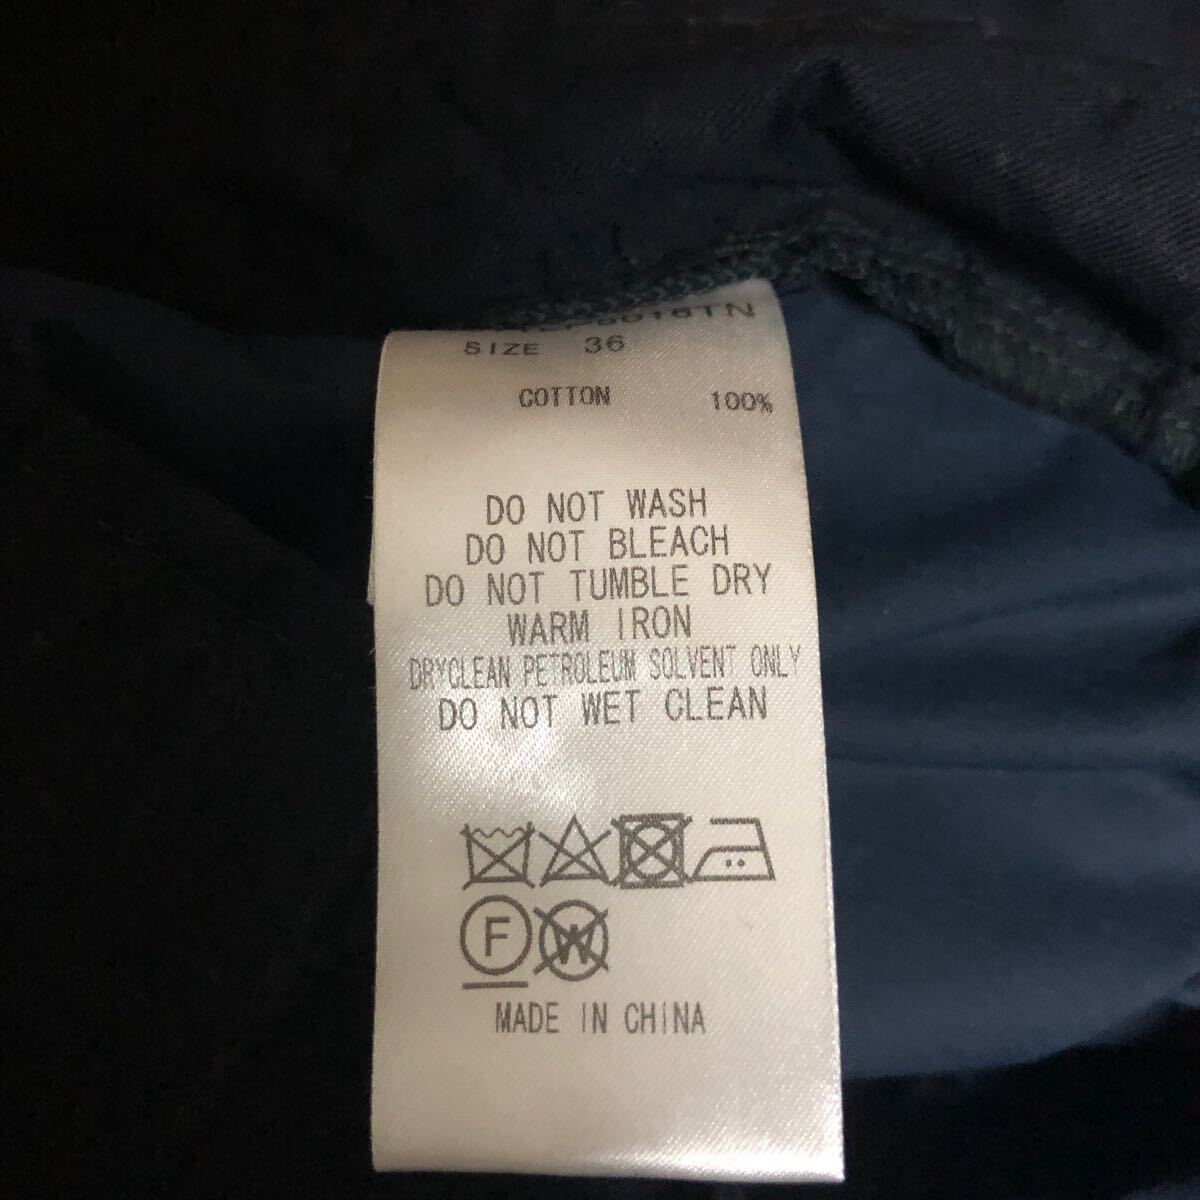 SIZE 36
COTTON 100%
DO NOT WASH
DO NOT BLEACH
DO NOT TUMBLE DRY
WARM IRON
DRYCLEAN PETROLEUM SOLVENT ONLY
DO NOT WET CLEAN
F W
MADE IN CHINA